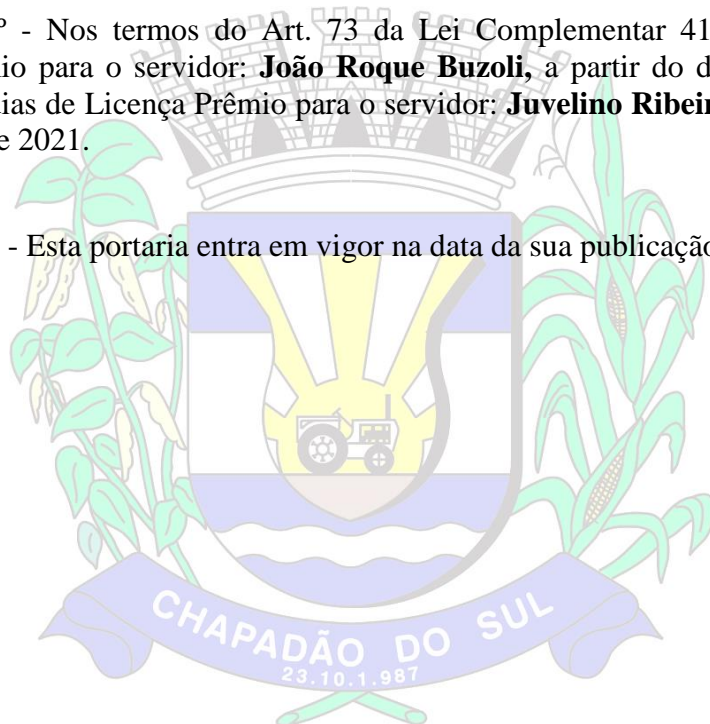 º - Nos termos do Art. 73 da Lei Complementar 41
io para o servidor: João Roque Buzoli, a partir do d
ias de Licença Prêmio para o servidor: Juvelino Ribeir
e 2021.
- Esta portaria entra em vigor na data da sua publicação
CHAPADÃO DO SUL
23.10.1.987